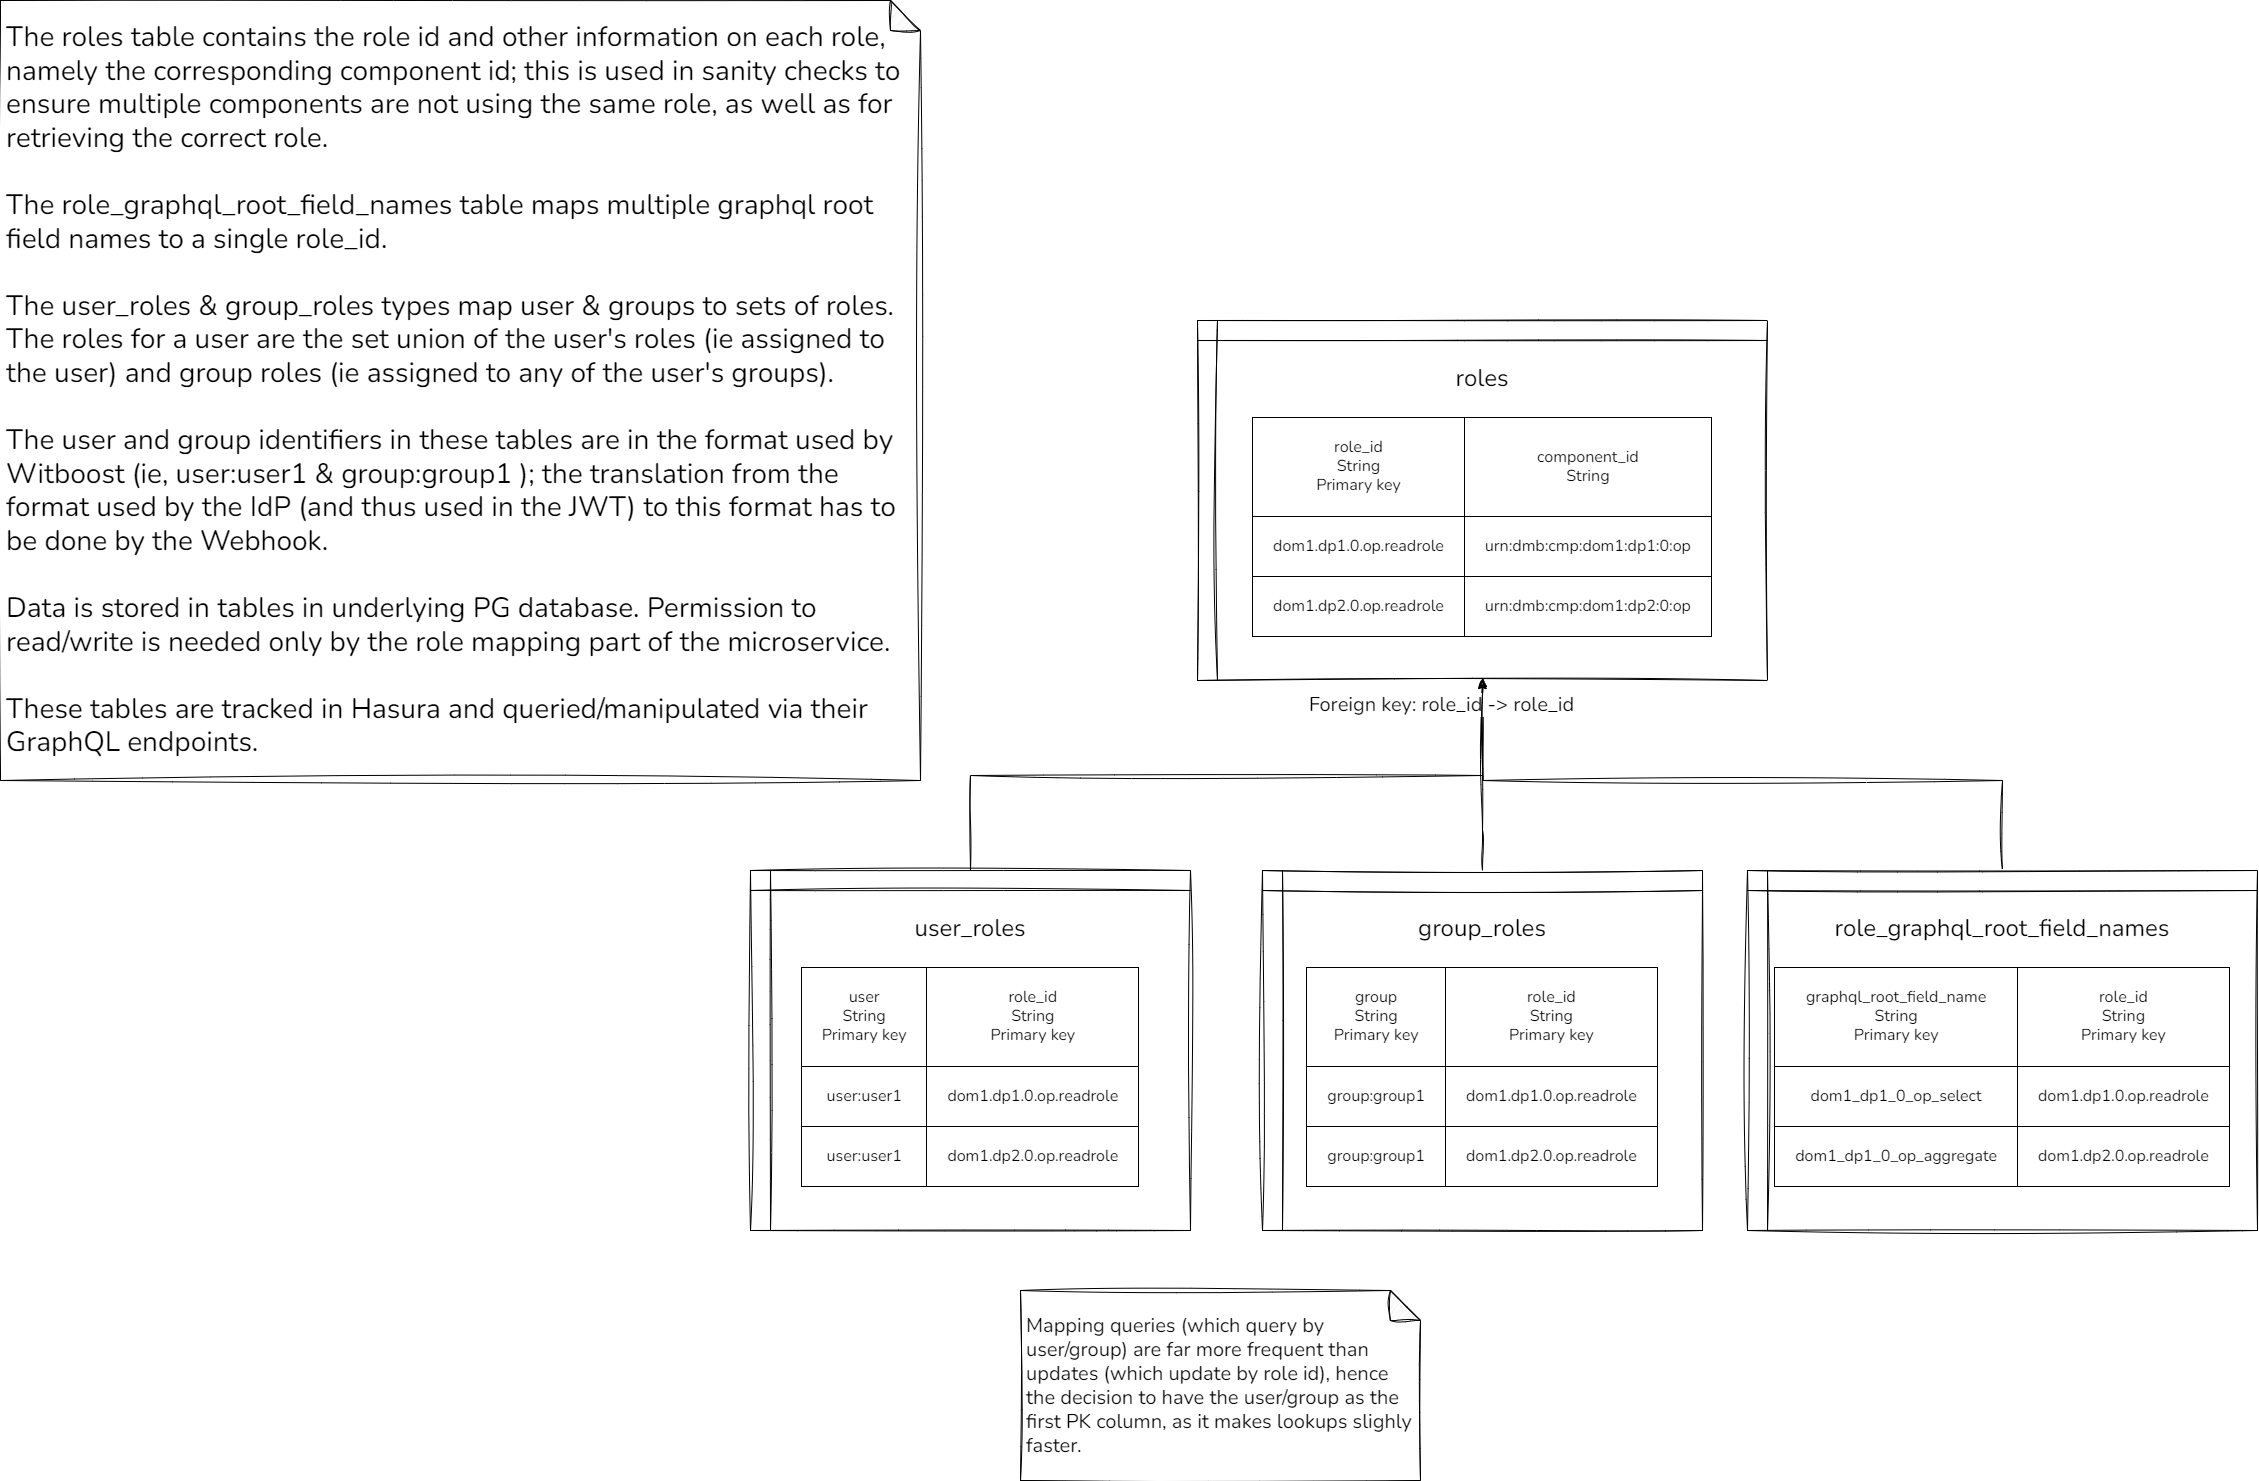 The roles table contains the role id and other information on each role,
namely the corresponding component id; this is used in sanity checks to
ensure multiple components are not using the same role, as well as for
retrieving the correct role.
The role_graphql_root_field_names table maps multiple graphql root
field names to a single role_id.
The user_roles & group_roles types map user & groups to sets of roles.
The roles for a user are the set union of the user's roles (ie assigned to
the user) and group roles (ie assigned to any of the user's groups).
The user and group identifiers in these tables are in the format used by
Witboost (ie, user:user1 & group:group1 ); the translation from the
format used by the IdP (and thus used in the JWT) to this format has to
be done by the Webhook.
Data is stored in tables in underlying PG database. Permission to
read/write is needed only by the role mapping part of the microservice.
These tables are tracked in Hasura and queried/manipulated via their
GraphQL endpoints.
roles
role_id
String
Primary key
component_id
String
dom1.dp1.0.op.readrole
urn:dmb:cmp:dom1:dp1:0:op
dom1.dp2.0.op.readrole
urn:dmb:cmp:dom1:dp2:0:op
Foreign key: role_id -> role_id
user_roles
user
String
Primary key
role_id
String
Primary key
user:user1
dom1.dp1.0.op.readrole
user:user1
dom1.dp2.0.op.readrole
group_roles
group
String
Primary key
role_id
String
Primary key
group:group1
dom1.dp1.0.op.readrole
group:group1
dom1.dp2.0.op.readrole
role_graphql_root_field_names
graphql_root_field_name
String
Primary key
role_id
String
Primary key
dom1_dp1_0_op_select
dom1.dp1.0.op.readrole
dom1_dp1_0_op_aggregate
dom1.dp2.0.op.readrole
Mapping queries (which query by
user/group) are far more frequent than
updates (which update by role id), hence
the decision to have the user/group as the
first PK column, as it makes lookups slighly
faster.